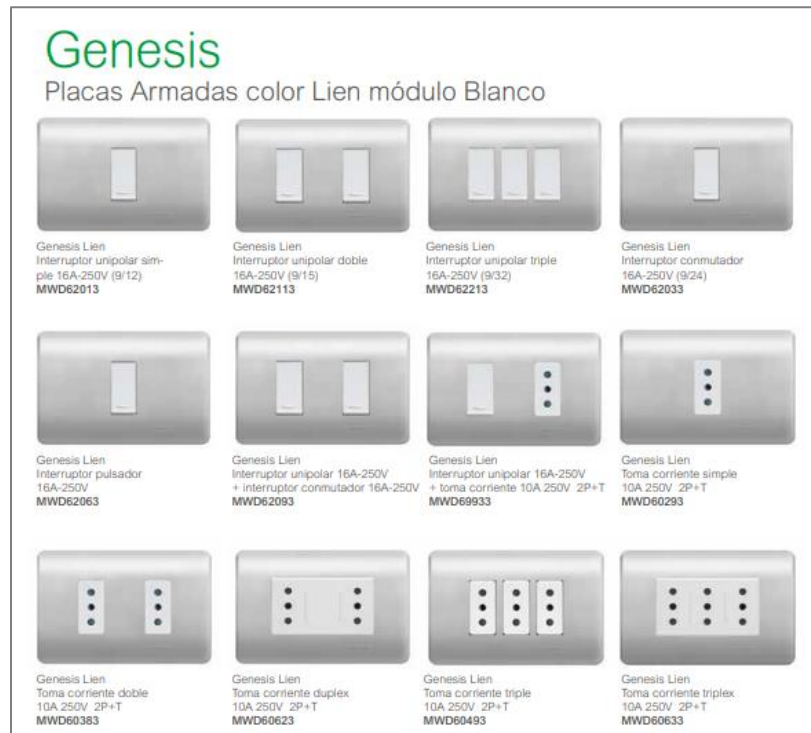 Genesis
Placas Armadas color Lien módulo Blanco
Genesis Lien
Interruptor unipolar sim-
ple 16A-250V (9/12)
MWD62013
Genesis Lien
Interruptor unipolar doble
16A-250V (9/15)
MWD62113
Genesis Lien
Interruptor unipolar triple
16A-250V (9/32)
MWD62213
Genesis Lien
Interruptor conmutador
16A-250V (9/24)
MWD62033
Genesis Lien
Interruptor pulsador
16A-250V
MWD62063
Genesis Lien
Interruptor unipolar 16A-250V
+ interruptor conmutador 16A-250V
MWD62093
Genesis Lien
Interruptor unipolar 16A-250V
+ toma corriente 10A 250V 2P+T
MWD69933
Genesis Lien
Toma corriente simple
10A 250V 2P+T
MWD60293
Genesis Lien
Toma corriente doble
10A 250V 2P+T
MWD60383
Genesis Lien
Toma corriente duplex
10A 250V 2P+T
MWD60623
Genesis Lien
Toma corriente triple
10A 250V 2P+T
MWD60493
Genesis Lien
Toma corriente triplex
10A 250V 2P+T
MWD60633